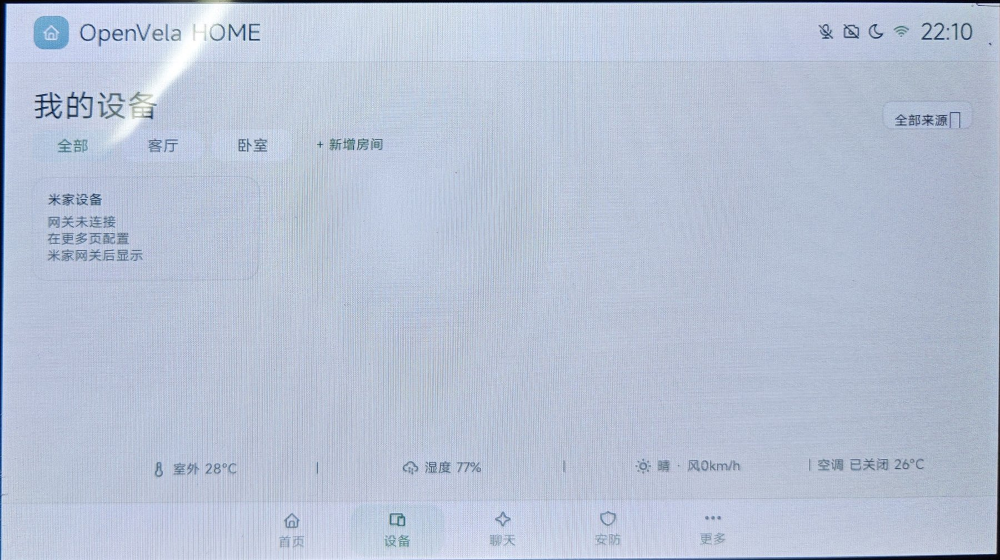 OpenVela HOME
22:10
我的设备
全部来源
全部
客厅
卧室
+ 新增房间
米家设备
网关未连接
在更多页配置
米家网关后显示
室外 28°C
|
湿度 77%
|
晴 · 风0km/h
| 空调 已关闭 26°C
首页
设备
聊天
安防
更多